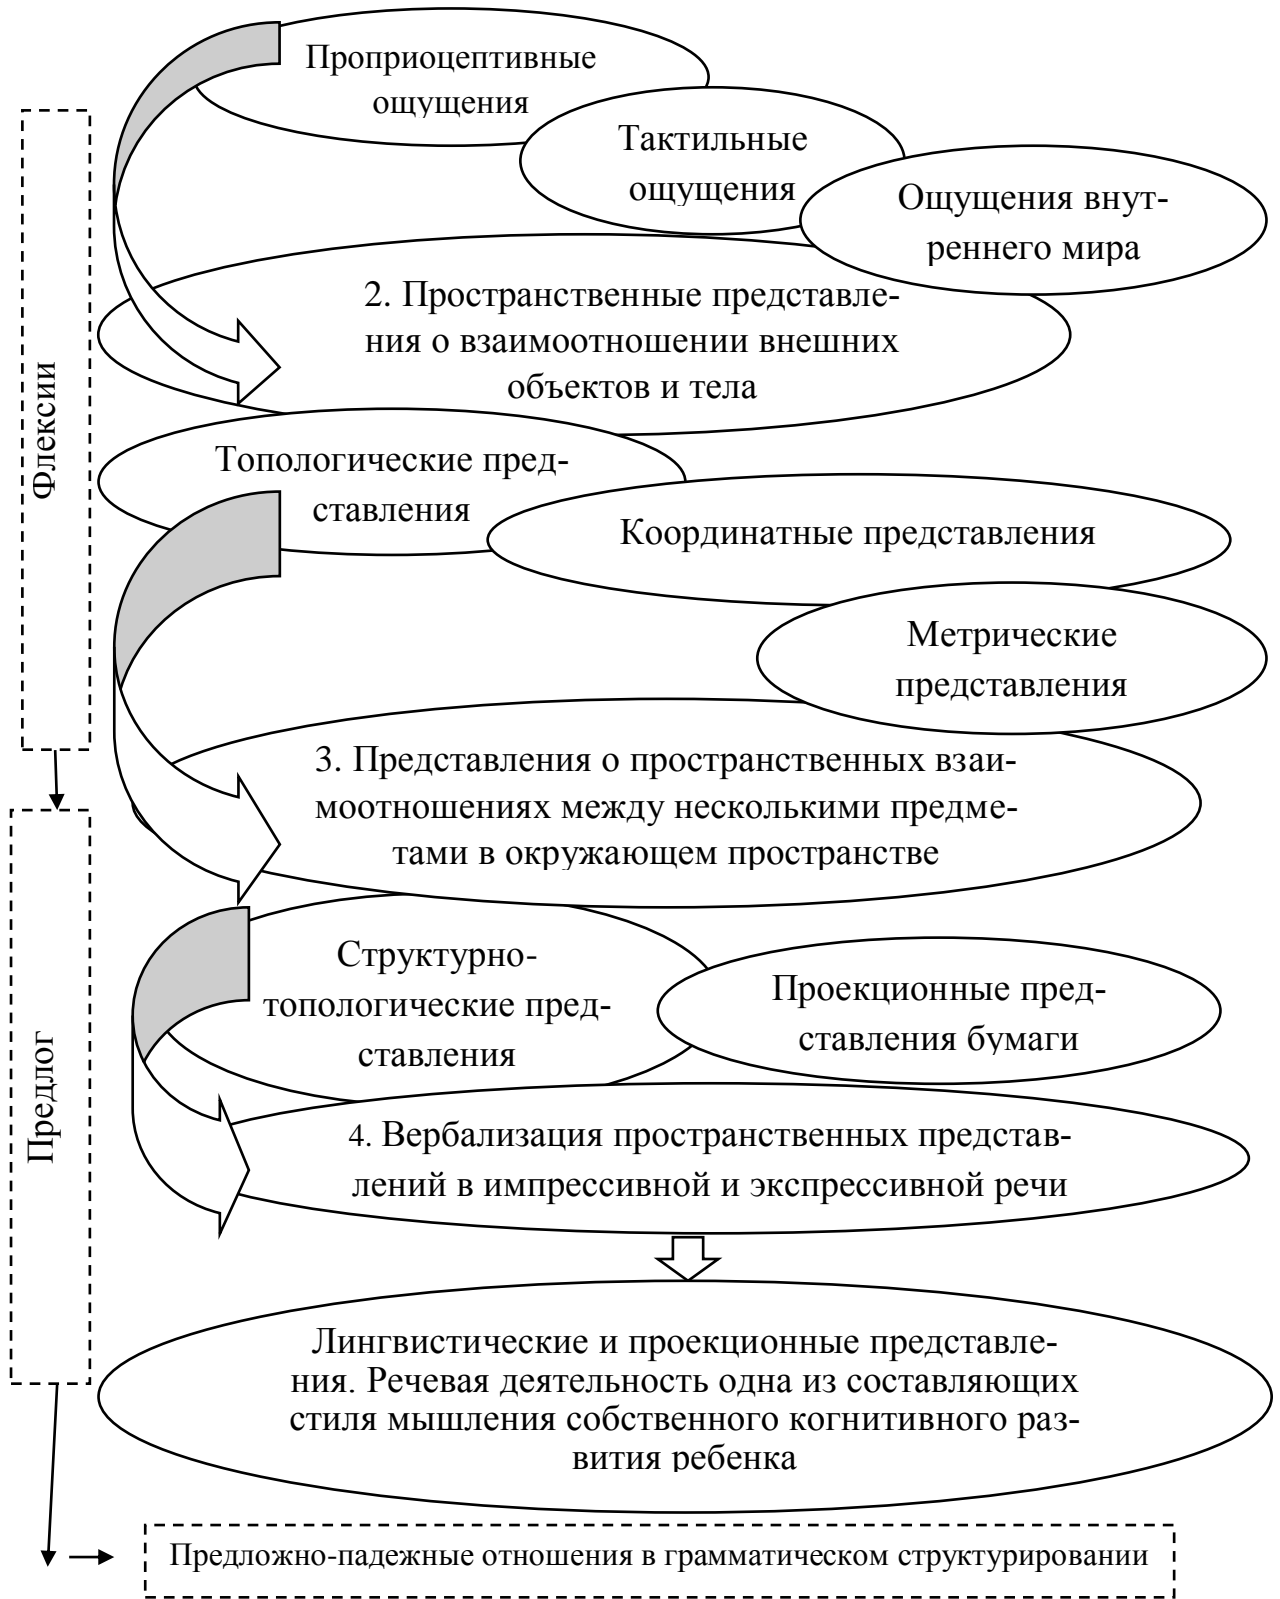 Проприоцептивные
ощущения
Тактильные
ощущения
Ощущения внут-
реннего мира
2. Пространственные представле-
ния о взаимоотношении внешних
объектов и тела
Флексии
Топологические пред-
ставления
Координатные представления
Метрические
представления
3. Представления о пространственных взаи-
моотношениях между несколькими предме-
тами в окружающем пространстве
Структурно-
топологические пред-
ставления
Проекционные пред-
ставления бумаги
Предлог
4. Вербализация пространственных представ-
лений в импрессивной и экспрессивной речи
Лингвистические и проекционные представле-
ния. Речевая деятельность одна из составляющих
стиля мышления собственного когнитивного раз-
вития ребенка
Предложно-падежные отношения в грамматическом структурировании